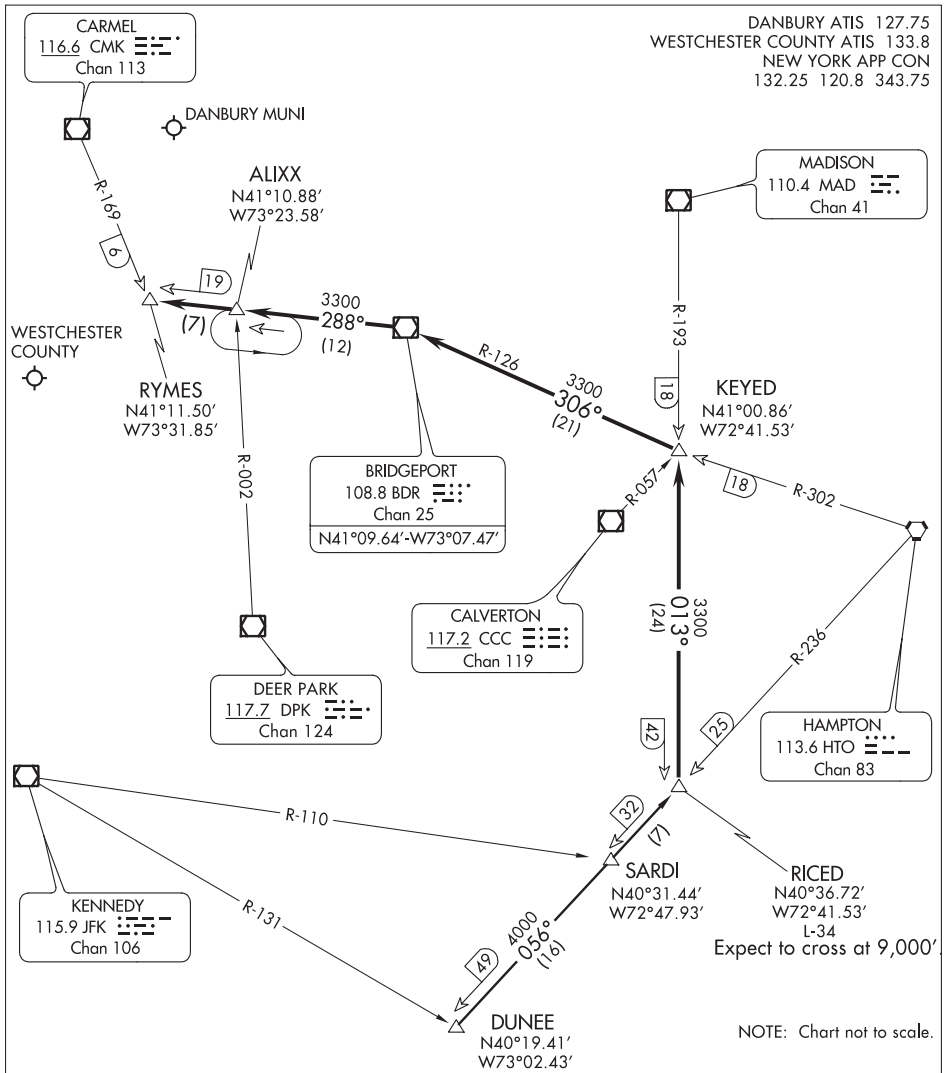 DANBURY ATIS 127.75
WESTCHESTER COUNTY ATIS 133.8
NEW YORK APP CON
132.25 120.8 343.75
CARMEL
116.6 CMK
Chan 113
DANBURY MUNI
ALIXX
N41°10.88'
W73°23.58'
MADISON
110.4 MAD
Chan 41
R-169
6
19
(7)
3300
288°
(12)
WESTCHESTER
COUNTY
RYMES
N41°11.50'
W73°31.85'
R-126
3300
306°
(21)
R-193
18
KEYED
N41°00.86'
W72°41.53'
BRIDGEPORT
108.8 BDR
Chan 25
N41°09.64'-W73°07.47'
R-002
R-057
18
R-302
CALVERTON
117.2 CCC
Chan 119
3300
013°
(24)
R-236
DEER PARK
117.7 DPK
Chan 124
HAMPTON
113.6 HTO
Chan 83
42
25
R-110
32
(7)
SARDI
N40°31.44'
W72°47.93'
RICED
N40°36.72'
W72°41.53'
L-34
Expect to cross at 9,000'.
KENNEDY
115.9 JFK
Chan 106
R-131
4000
056°
(16)
49
DUNEE
N40°19.41'
W73°02.43'
NOTE: Chart not to scale.